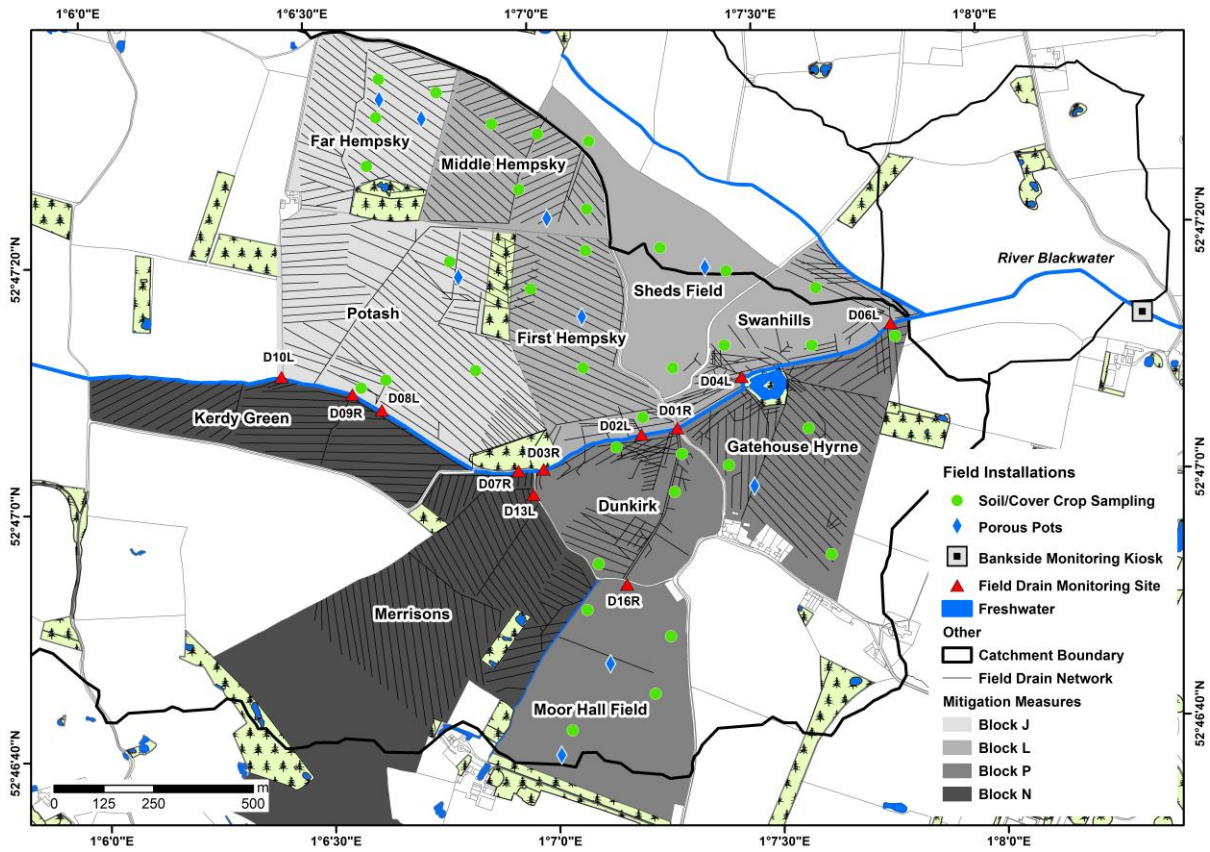 1°6'0"E 1°6'30"E 1°7'0"E 1°7'30"E 1°8'0"E
Far Hempsky
Middle Hempsky
52°47'20"N
52°47'20"N
River Blackwater
Sheds Field
Potash
Swanhills
D06L
First Hempsky
D10L
D04L
D09R
D08L
Kerdy Green
D01R
D02L
Gatehouse Hyrne
D03R
D07R
D13L
Dunkirk
52°47'0"N
52°47'0"N
D16R
Merrisons
Moor Hall Field
52°46'40"N
52°46'40"N
Field Installations
Soil/Cover Crop Sampling
Porous Pots
Bankside Monitoring Kiosk
Field Drain Monitoring Site
Freshwater
Other
Catchment Boundary
Field Drain Network
Mitigation Measures
Block J
Block L
Block P
Block N
m
0 125 250 500
1°6'0"E 1°6'30"E 1°7'0"E 1°7'30"E 1°8'0"E